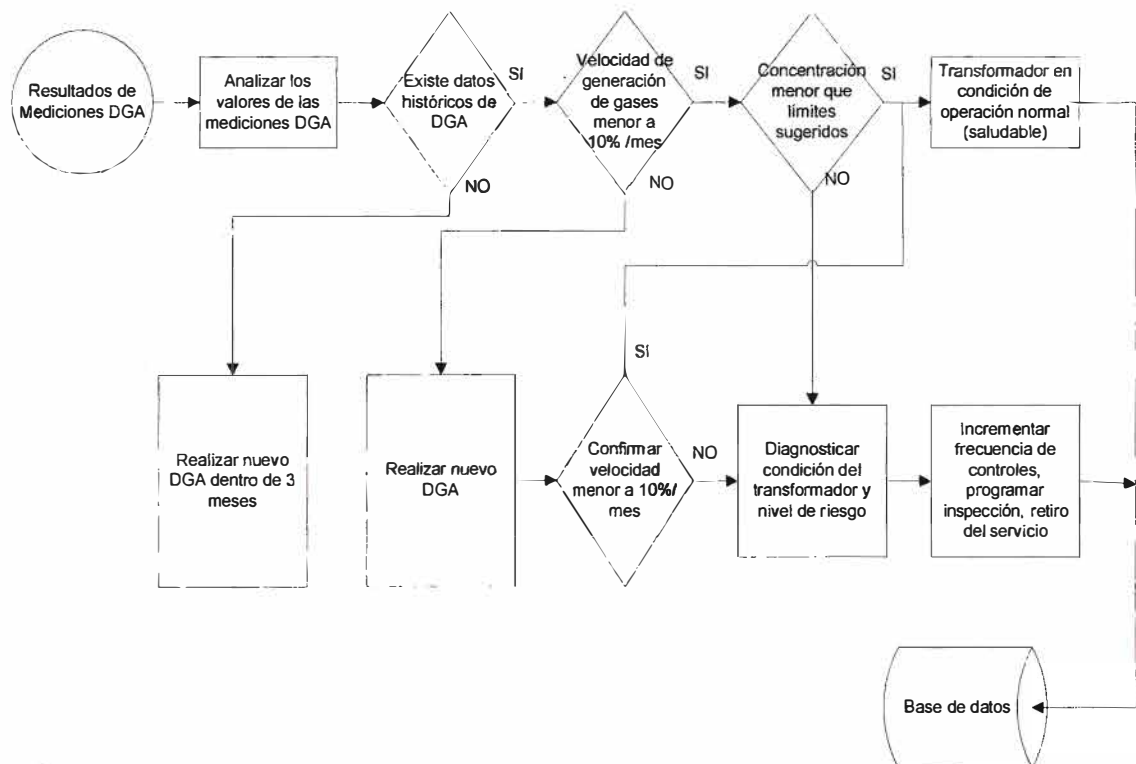 Resultados de
Mediciones DGA
Analizar los
valores de las
mediciones DGA
Existe datos
históricos de
DGA
SI
NO
Velocidad de
generación
de gases
menor a
10% /mes
SI
NO
Concentración
menor que
límites
sugeridos
SI
NO
Transformador en
condición de
operación normal
(saludable)
Realizar nuevo
DGA dentro de 3
meses
Realizar nuevo
DGA
SI
Confirmar
velocidad
menor a 10%/
mes
NO
Diagnosticar
condición del
transformador y
nivel de riesgo
Incrementar
frecuencia de
controles,
programar
inspección, retiro
del servicio
Base de datos